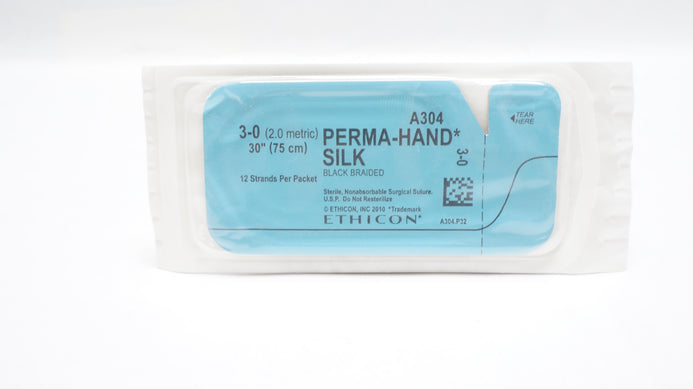 A304
3-0 (2.0 metric)
30" (75 cm)
PERMA-HAND*
SILK
BLACK BRAIDED
12 Strands Per Packet
Sterile, Nonabsorbable Surgical Suture.
U.S.P. Do Not Resterilize
© ETHICON, INC 2010 *Trademark
ETHICON*
3-0
A304.P32
TEAR
HERE